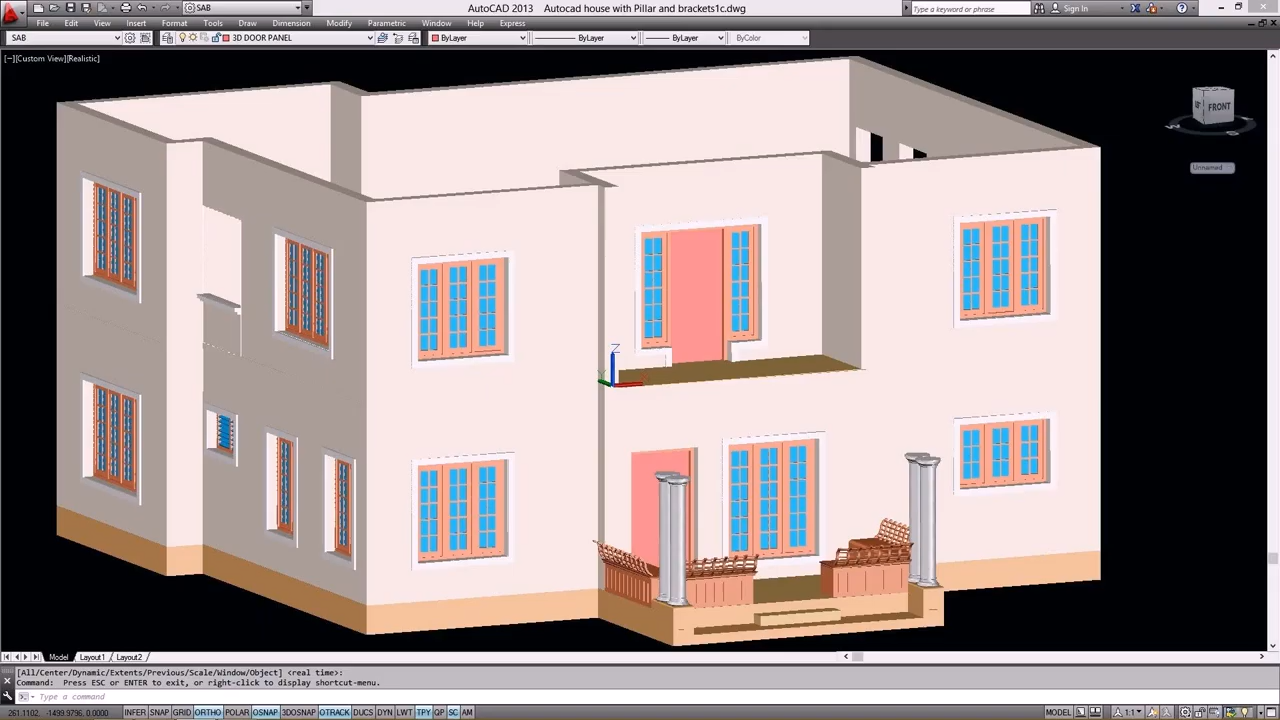 SAB
AutoCAD 2013 Autocad house with Pillar and brackets1c.dwg
Type a keyword or phrase
Sign In
File Edit View Insert Format Tools Draw Dimension Modify Parametric Window Help Express
SAB
3D DOOR PANEL
ByLayer
ByLayer
ByLayer
ByColor
[−][Custom View][Realistic]
FRONT
Unnamed
Z
Model Layout1 Layout2
[All/Center/Dynamic/Extents/Previous/Scale/Window/Object] <real time>:
Command: Press ESC or ENTER to exit, or right-click to display shortcut-menu.
Type a command
261.1102, -1499.9796, 0.0000
INFER SNAP GRID ORTHO POLAR OSNAP 3DOSNAP OTRACK DUCS DYN LWT TPY QP SC AM
MODEL
1:1